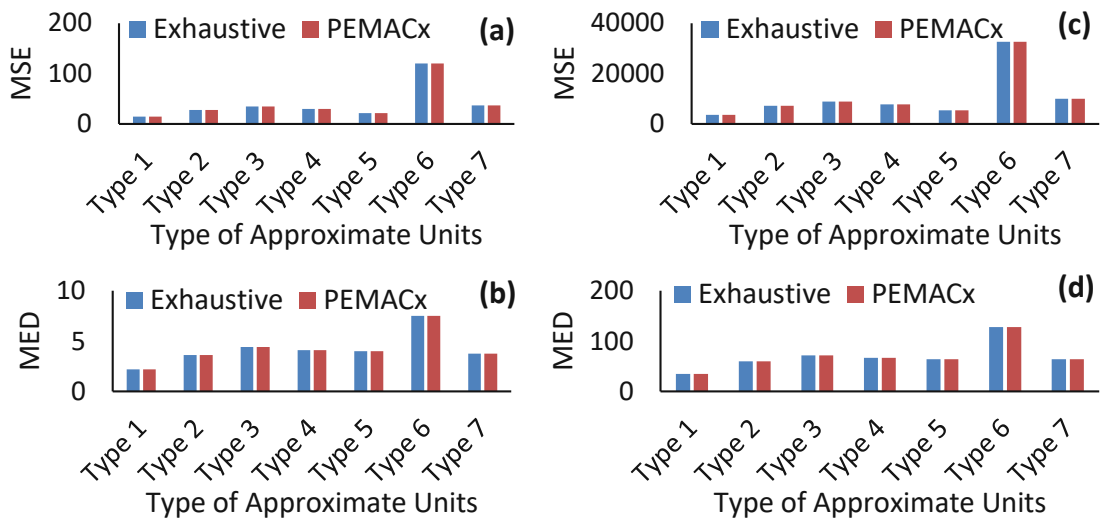 200
100
0
MSE
Exhaustive PEMACx
(a)
Type 1 Type 2 Type 3 Type 4 Type 5 Type 6 Type 7
Type of Approximate Units
10
5
0
MED
Exhaustive PEMACx
(b)
Type 1 Type 2 Type 3 Type 4 Type 5 Type 6 Type 7
Type of Approximate Units
40000
20000
0
MSE
Exhaustive PEMACx
(c)
Type 1 Type 2 Type 3 Type 4 Type 5 Type 6 Type 7
Type of Approximate Units
200
100
0
MED
Exhaustive PEMACx
(d)
Type 1 Type 2 Type 3 Type 4 Type 5 Type 6 Type 7
Type of Approximate Units